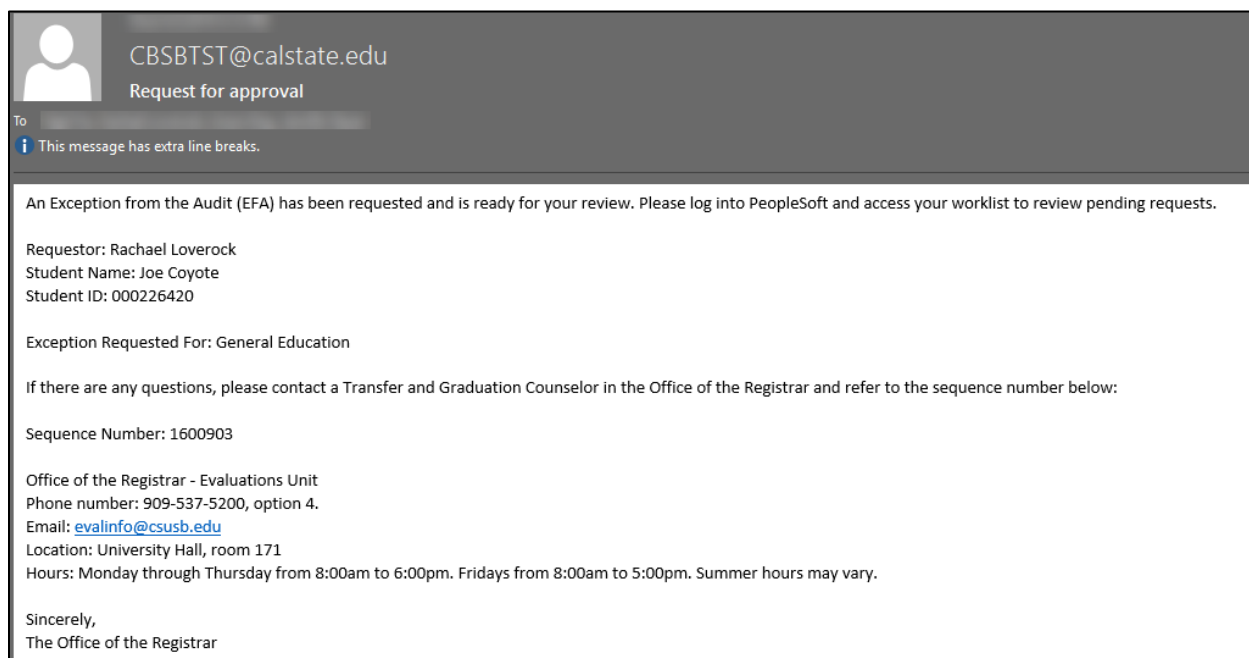 CBSBTST@calstate.edu
Request for approval
To
This message has extra line breaks.
An Exception from the Audit (EFA) has been requested and is ready for your review. Please log into PeopleSoft and access your worklist to review pending requests.
Requestor: Rachael Loverock
Student Name: Joe Coyote
Student ID: 000226420
Exception Requested For: General Education
If there are any questions, please contact a Transfer and Graduation Counselor in the Office of the Registrar and refer to the sequence number below:
Sequence Number: 1600903
Office of the Registrar - Evaluations Unit
Phone number: 909-537-5200, option 4.
Email: evalinfo@csusb.edu
Location: University Hall, room 171
Hours: Monday through Thursday from 8:00am to 6:00pm. Fridays from 8:00am to 5:00pm. Summer hours may vary.
Sincerely,
The Office of the Registrar